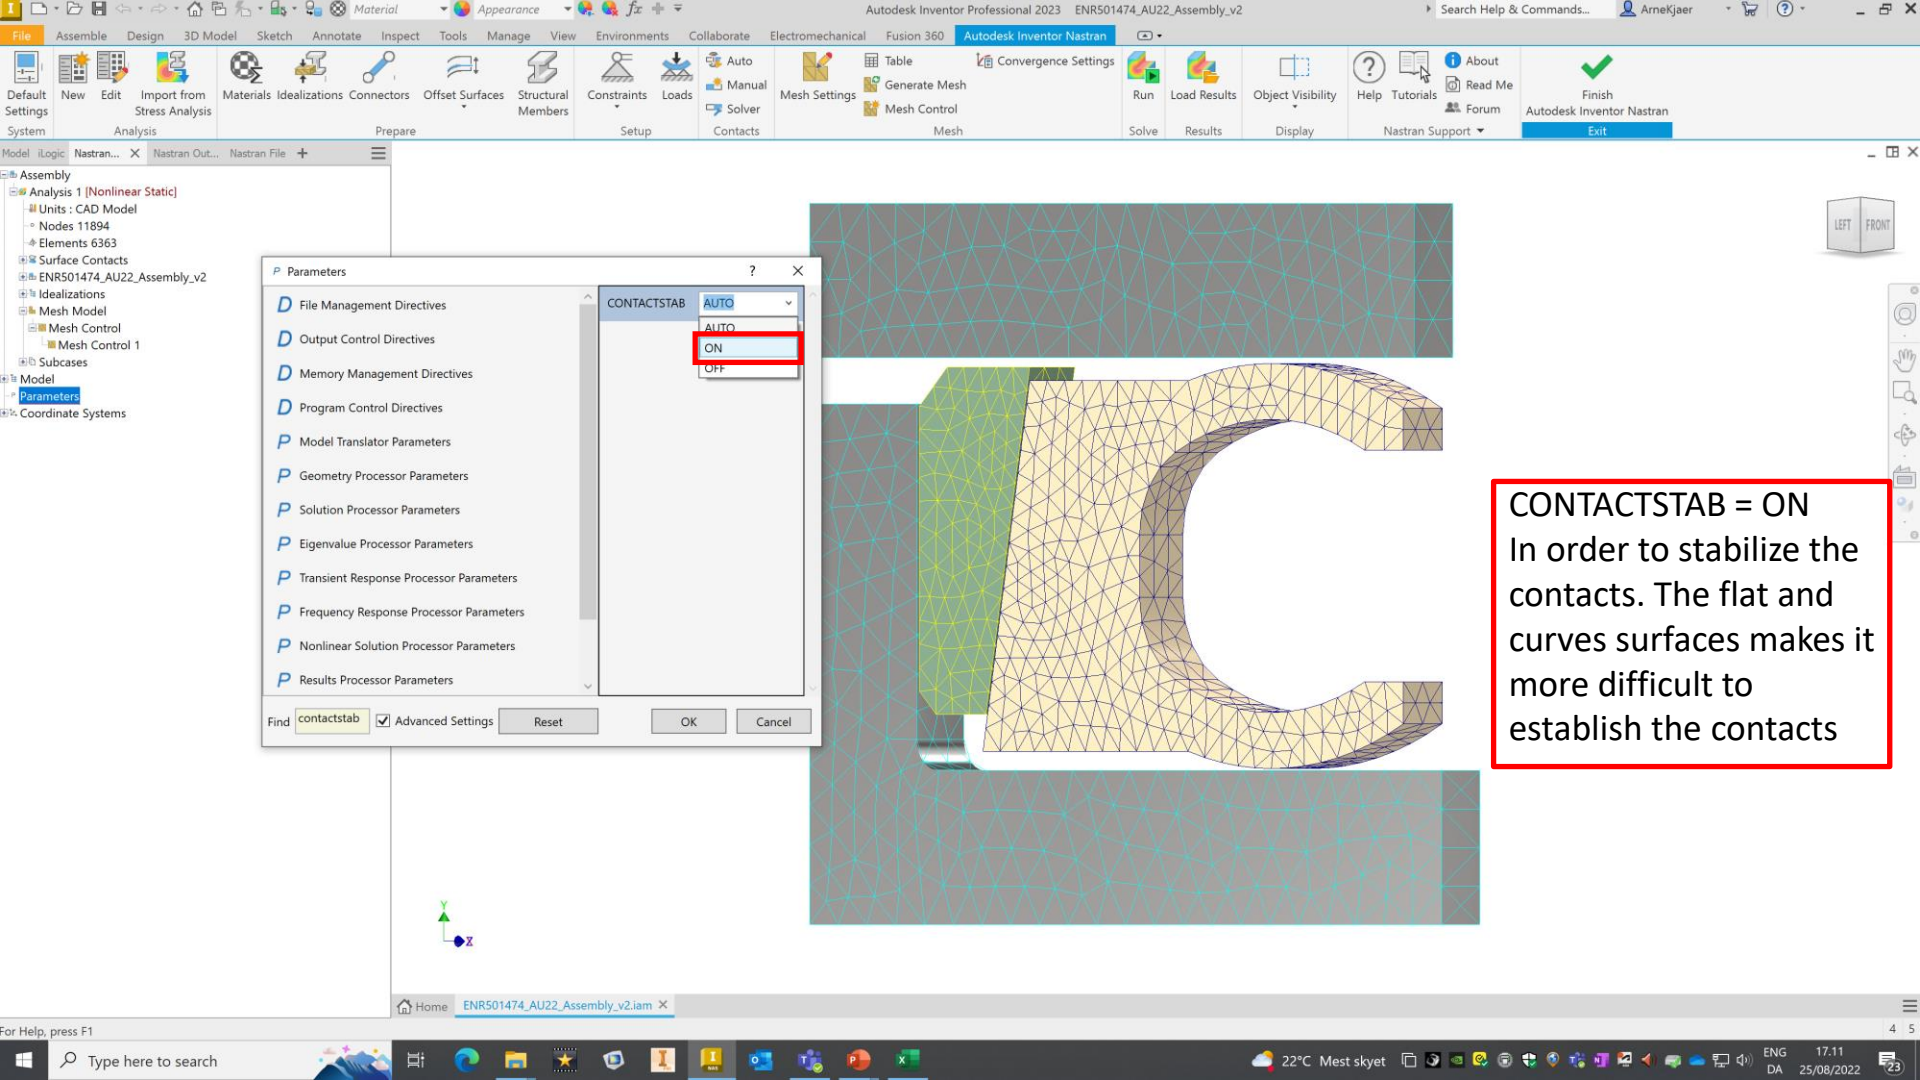 Material
Appearance
Autodesk Inventor Professional 2023 ENR501474_AU22_Assembly_v2
Search Help & Commands...
ArneKjaer
File Assemble Design 3D Model Sketch Annotate Inspect Tools Manage View Environments Collaborate Electromechanical Fusion 360 Autodesk Inventor Nastran
Default Settings
New
Edit
Import from Stress Analysis
Materials
Idealizations
Connectors
Offset Surfaces
Structural Members
Constraints
Loads
Auto
Manual
Solver
Mesh Settings
Table
Generate Mesh
Mesh Control
Convergence Settings
Run
Load Results
Object Visibility
Help
Tutorials
About
Read Me
Forum
Finish
Autodesk Inventor Nastran
System Analysis Prepare Setup Contacts Mesh Solve Results Display Nastran Support Exit
Model iLogic Nastran... Nastran Out... Nastran File
Assembly
Analysis 1 [Nonlinear Static]
Units : CAD Model
Nodes 11894
Elements 6363
Surface Contacts
ENR501474_AU22_Assembly_v2
Idealizations
Mesh Model
Mesh Control
Mesh Control 1
Subcases
Model
Parameters
Coordinate Systems
P Parameters ?
D File Management Directives
D Output Control Directives
D Memory Management Directives
D Program Control Directives
P Model Translator Parameters
P Geometry Processor Parameters
P Solution Processor Parameters
P Eigenvalue Processor Parameters
P Transient Response Processor Parameters
P Frequency Response Processor Parameters
P Nonlinear Solution Processor Parameters
P Results Processor Parameters
CONTACTSTAB AUTO
AUTO
ON
OFF
Find contactstab Advanced Settings Reset OK Cancel
LEFT FRONT
CONTACTSTAB = ON
In order to stabilize the
contacts. The flat and
curves surfaces makes it
more difficult to
establish the contacts
Y
Z
Home ENR501474_AU22_Assembly_v2.iam
For Help, press F1
4 5
Type here to search
22°C Mest skyet
ENG
DA
17.11
25/08/2022
23